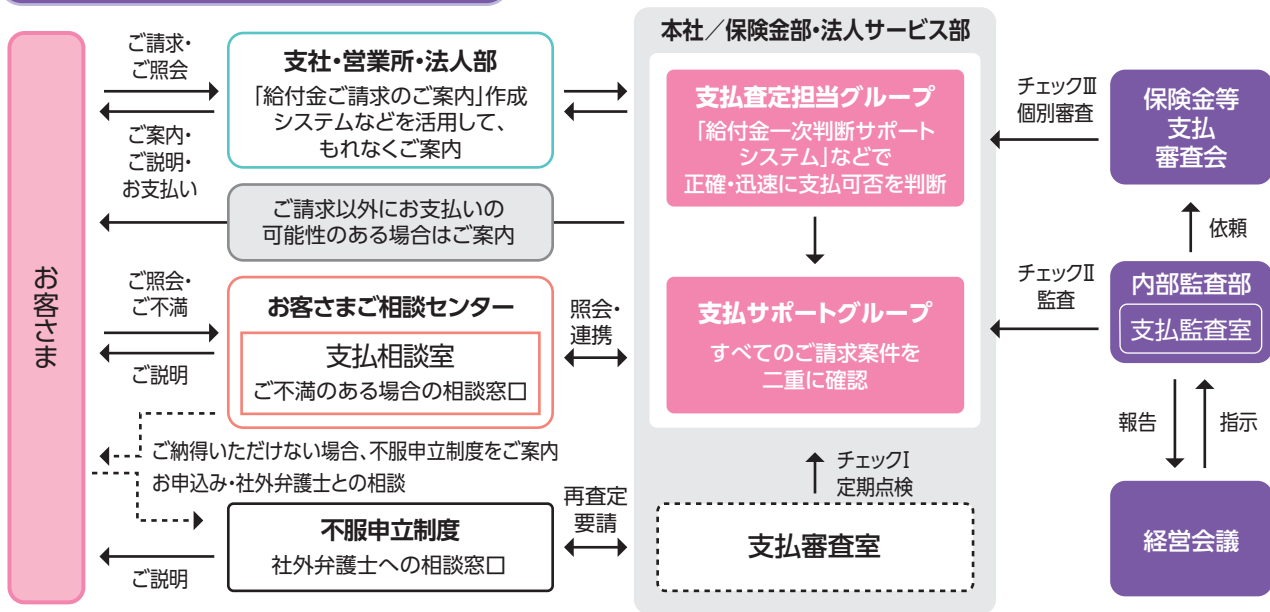 お客さま
ご請求・
ご照会
ご案内・
ご説明・
お支払い
支社・営業所・法人部
「給付金ご請求のご案内」作成
システムなどを活用して、
もれなくご案内
ご請求以外にお支払いの
可能性のある場合はご案内
ご照会・
ご不満
ご説明
お客さまご相談センター
支払相談室
ご不満のある場合の相談窓口
照会・
連携
ご納得いただけない場合、不服申立制度をご案内
お申込み・社外弁護士との相談
不服申立制度
社外弁護士への相談窓口
ご説明
再査定
要請
本社／保険金部・法人サービス部
支払査定担当グループ
「給付金一次判断サポート
システム」などで
正確・迅速に支払可否を判断
支払サポートグループ
すべてのご請求案件を
二重に確認
チェックⅠ
定期点検
支払審査室
チェックⅢ
個別審査
保険金等
支払
審査会
依頼
チェックⅡ
監査
内部監査部
支払監査室
報告
指示
経営会議